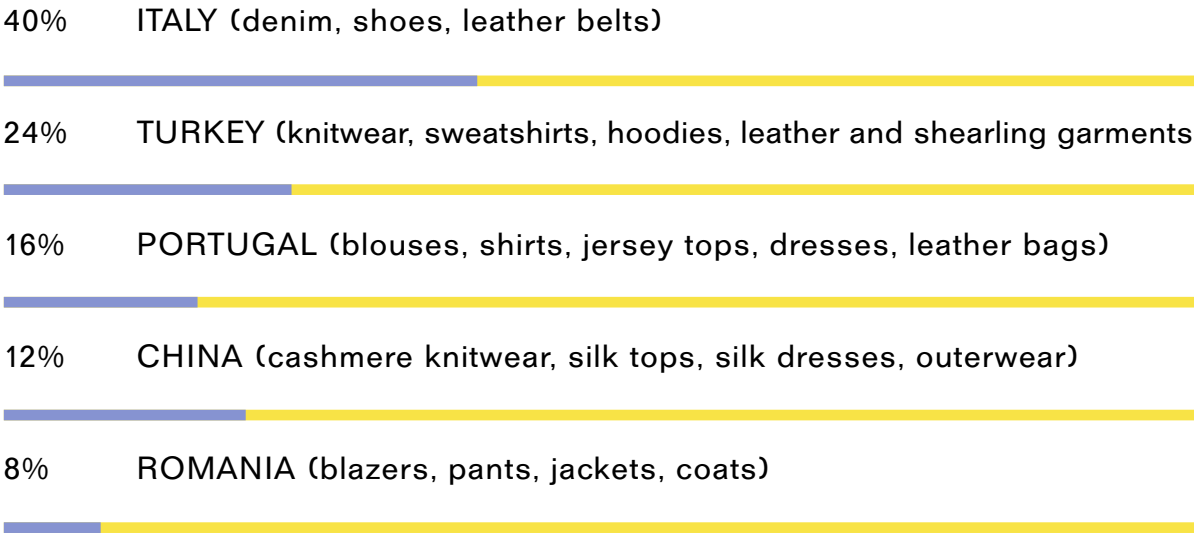 40% ITALY (denim, shoes, leather belts)
24% TURKEY (knitwear, sweatshirts, hoodies, leather and shearling garments
16% PORTUGAL (blouses, shirts, jersey tops, dresses, leather bags)
12% CHINA (cashmere knitwear, silk tops, silk dresses, outerwear)
8% ROMANIA (blazers, pants, jackets, coats)